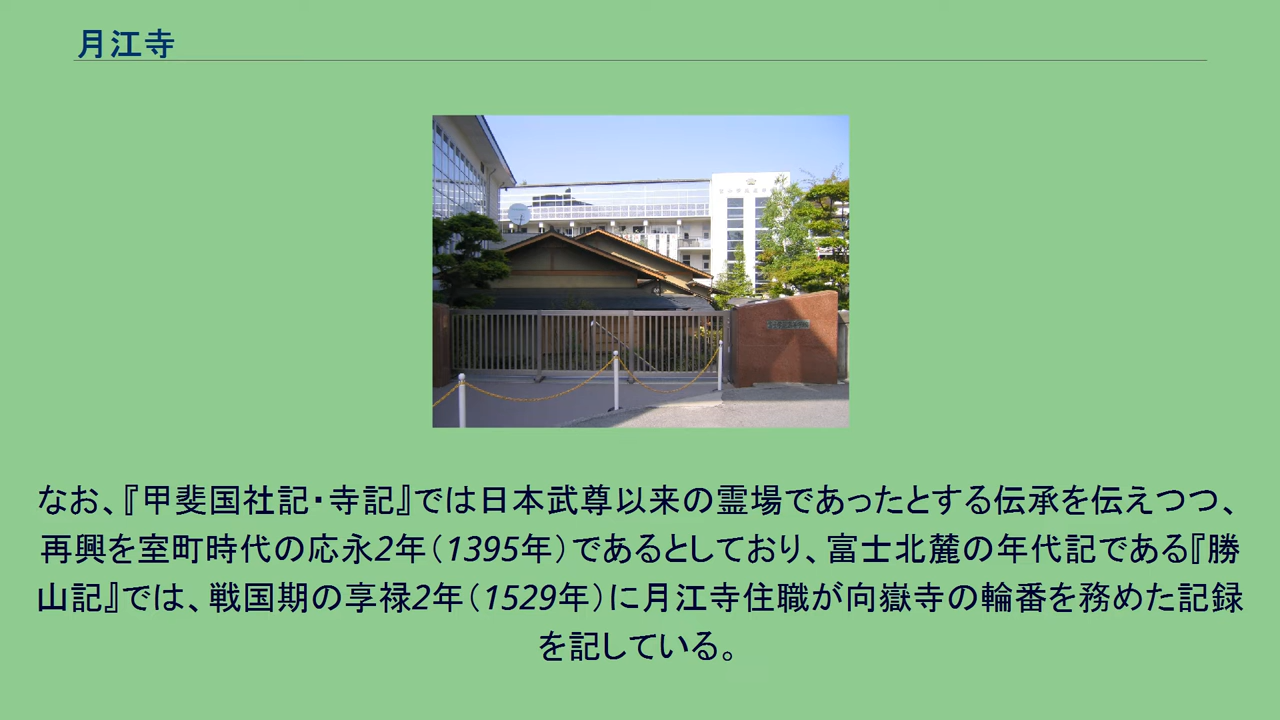 月江寺
なお、『甲斐国社記・寺記』では日本武尊以来の霊場であったとする伝承を伝えつつ、
再興を室町時代の応永2年（1395年）であるとしており、富士北麓の年代記である『勝
山記』では、戦国期の享禄2年（1529年）に月江寺住職が向嶽寺の輪番を務めた記録
を記している。